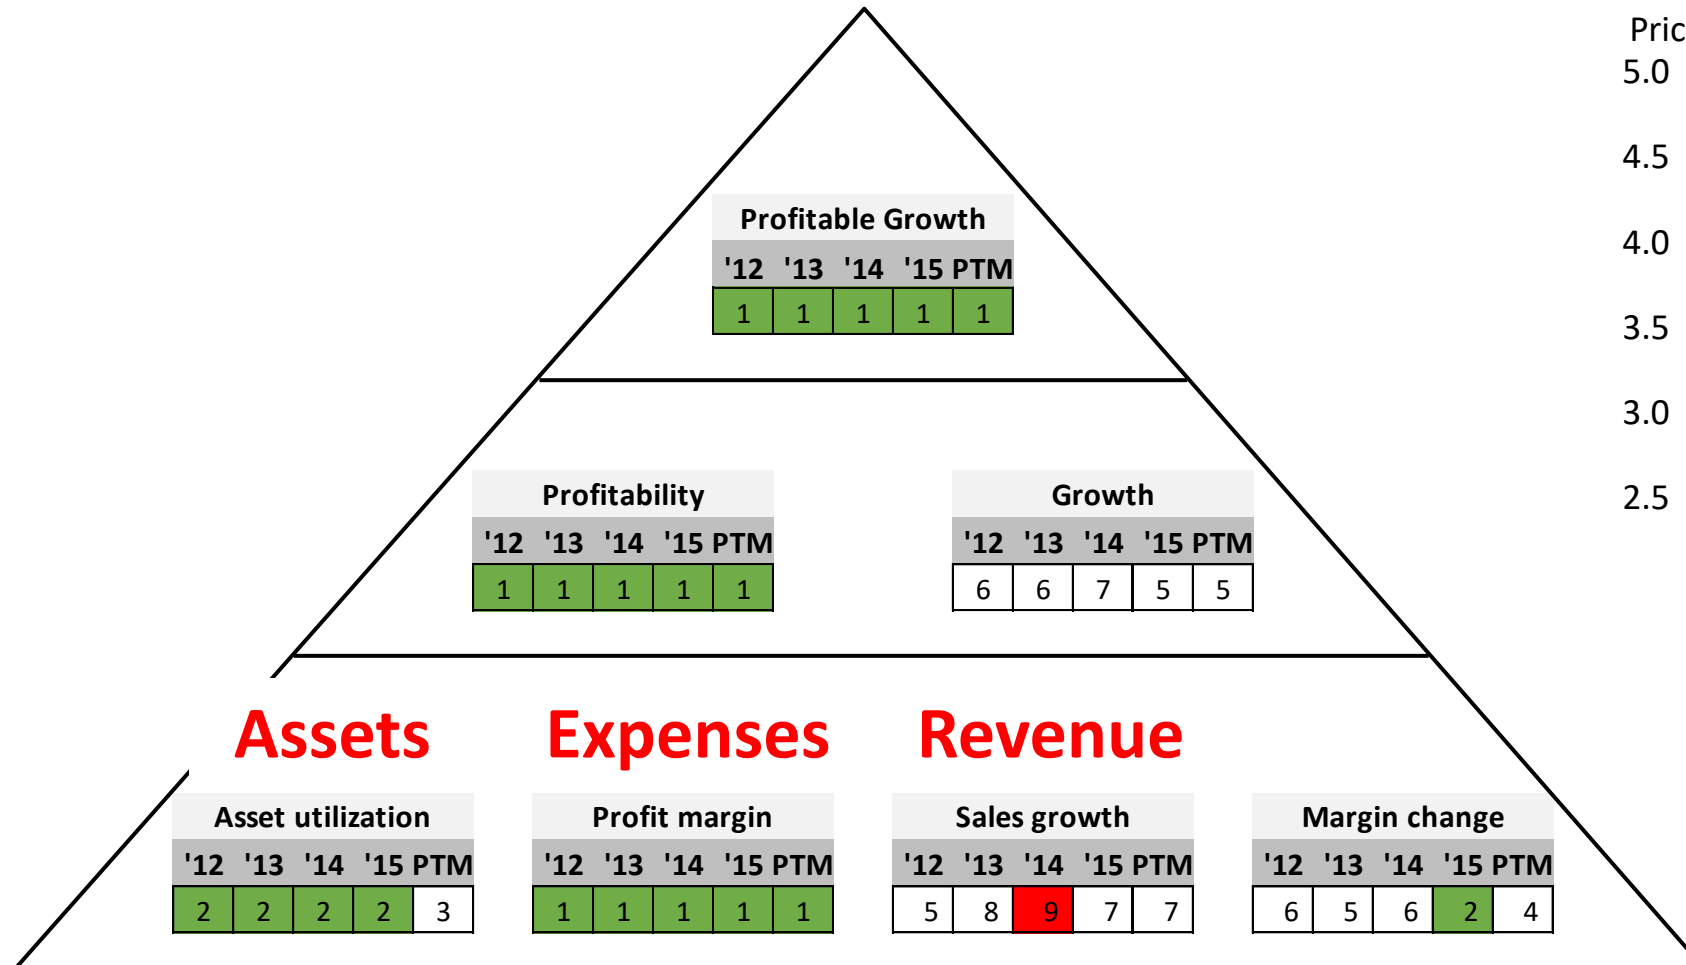 Pric
5.0
4.5
Profitable Growth
4.0
'12 '13 '14 '15 PTM
1 1 1 1 1
3.5
3.0
Profitability Growth
2.5
'12 '13 '14 '15 PTM '12 '13 '14 '15 PTM
1 1 1 1 1 6 6 7 5 5
Assets Expenses Revenue
Asset utilization Profit margin Sales growth Margin change
'12 '13 '14 '15 PTM '12 '13 '14 '15 PTM '12 '13 '14 '15 PTM '12 '13 '14 '15 PTM
2 2 2 2 3 1 1 1 1 1 5 8 9 7 7 6 5 6 2 4